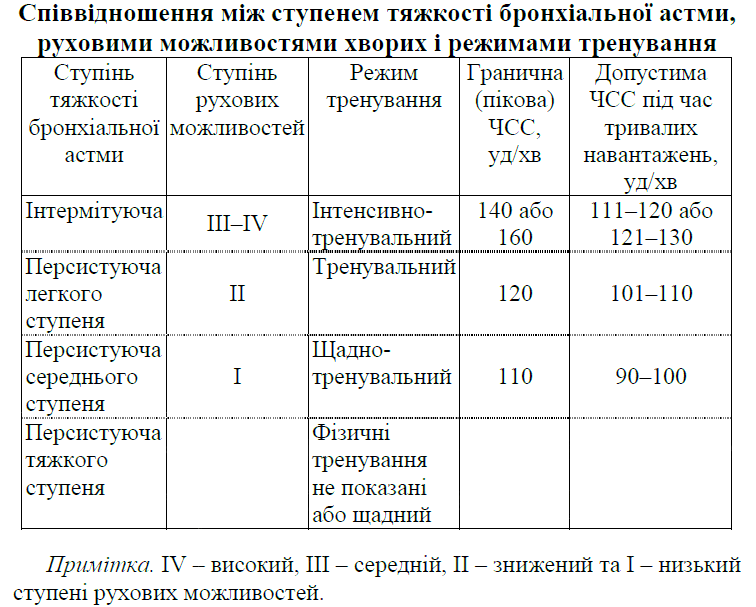 Співвідношення між ступенем тяжкості бронхіальної астми,
руховими можливостями хворих і режимами тренування
Ступінь тяжкості бронхіальної астми
Ступінь рухових можливостей
Режим тренування
Гранична (пікова) ЧСС, уд/хв
Допустима ЧСС під час тривалих навантажень, уд/хв
Інтермітуюча
III–IV
Інтенсивно-тренувальний
140 або 160
111–120 або 121–130
Персистуюча легкого ступеня
II
Тренувальний
120
101–110
Персистуюча середнього ступеня
I
Щадно-тренувальний
110
90–100
Персистуюча тяжкого ступеня
Фізичні тренування не показані або щадний
Примітка. IV – високий, III – середній, II – знижений та I – низький
ступені рухових можливостей.